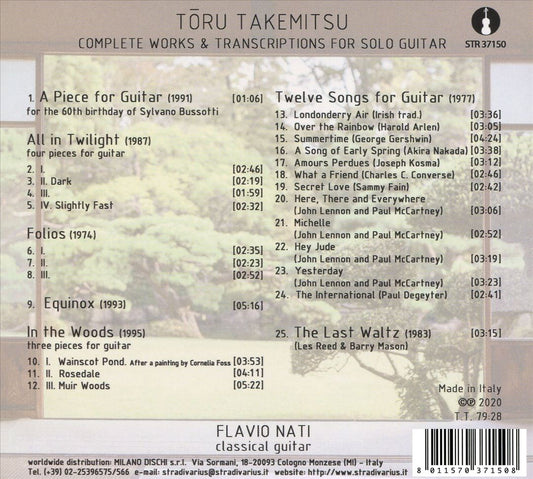 TŌRU TAKEMITSU
COMPLETE WORKS & TRANSCRIPTIONS FOR SOLO GUITAR
STR 37150
1. A Piece for Guitar (1991) [01:06]
for the 60th birthday of Sylvano Bussotti
All in Twilight (1987)
four pieces for guitar
2. I. [02:46]
3. II. Dark [02:19]
4. III. [01:59]
5. IV. Slightly Fast [02:32]
Folios (1974)
6. I. [02:35]
7. II. [02:23]
8. III. [02:52]
9. Equinox (1993) [05:16]
In the Woods (1995)
three pieces for guitar
10. I. Wainscot Pond. After a painting by Cornelia Foss [03:53]
11. II. Rosedale [04:11]
12. III. Muir Woods [05:22]
Twelve Songs for Guitar (1977)
13. Londonderry Air (Irish trad.) [03:36]
14. Over the Rainbow (Harold Arlen) [03:05]
15. Summertime (George Gershwin) [04:24]
16. A Song of Early Spring (Akira Nakada) [03:38]
17. Amours Perdues (Joseph Kosma) [03:12]
18. What a Friend (Charles C. Converse) [02:46]
19. Secret Love (Sammy Fain) [02:42]
20. Here, There and Everywhere
(John Lennon and Paul McCartney) [03:06]
21. Michelle
(John Lennon and Paul McCartney) [02:52]
22. Hey Jude
(John Lennon and Paul McCartney) [03:19]
23. Yesterday
(John Lennon and Paul McCartney) [03:23]
24. The International (Paul Degeyter) [02:41]
25. The Last Waltz (1983) [03:15]
(Les Reed & Barry Mason)
Made in Italy
©℗ 2020
T.T. 79:28
FLAVIO NATI
classical guitar
worldwide distribution: MILANO DISCHI s.r.l. Via Sormani, 18-20093 Cologno Monzese (MI) - Italy
Tel. (+39) 02-25396575/566 e-mail: stradivarius@stradivarius.it website: http://www.stradivarius.it
8 011570 371508